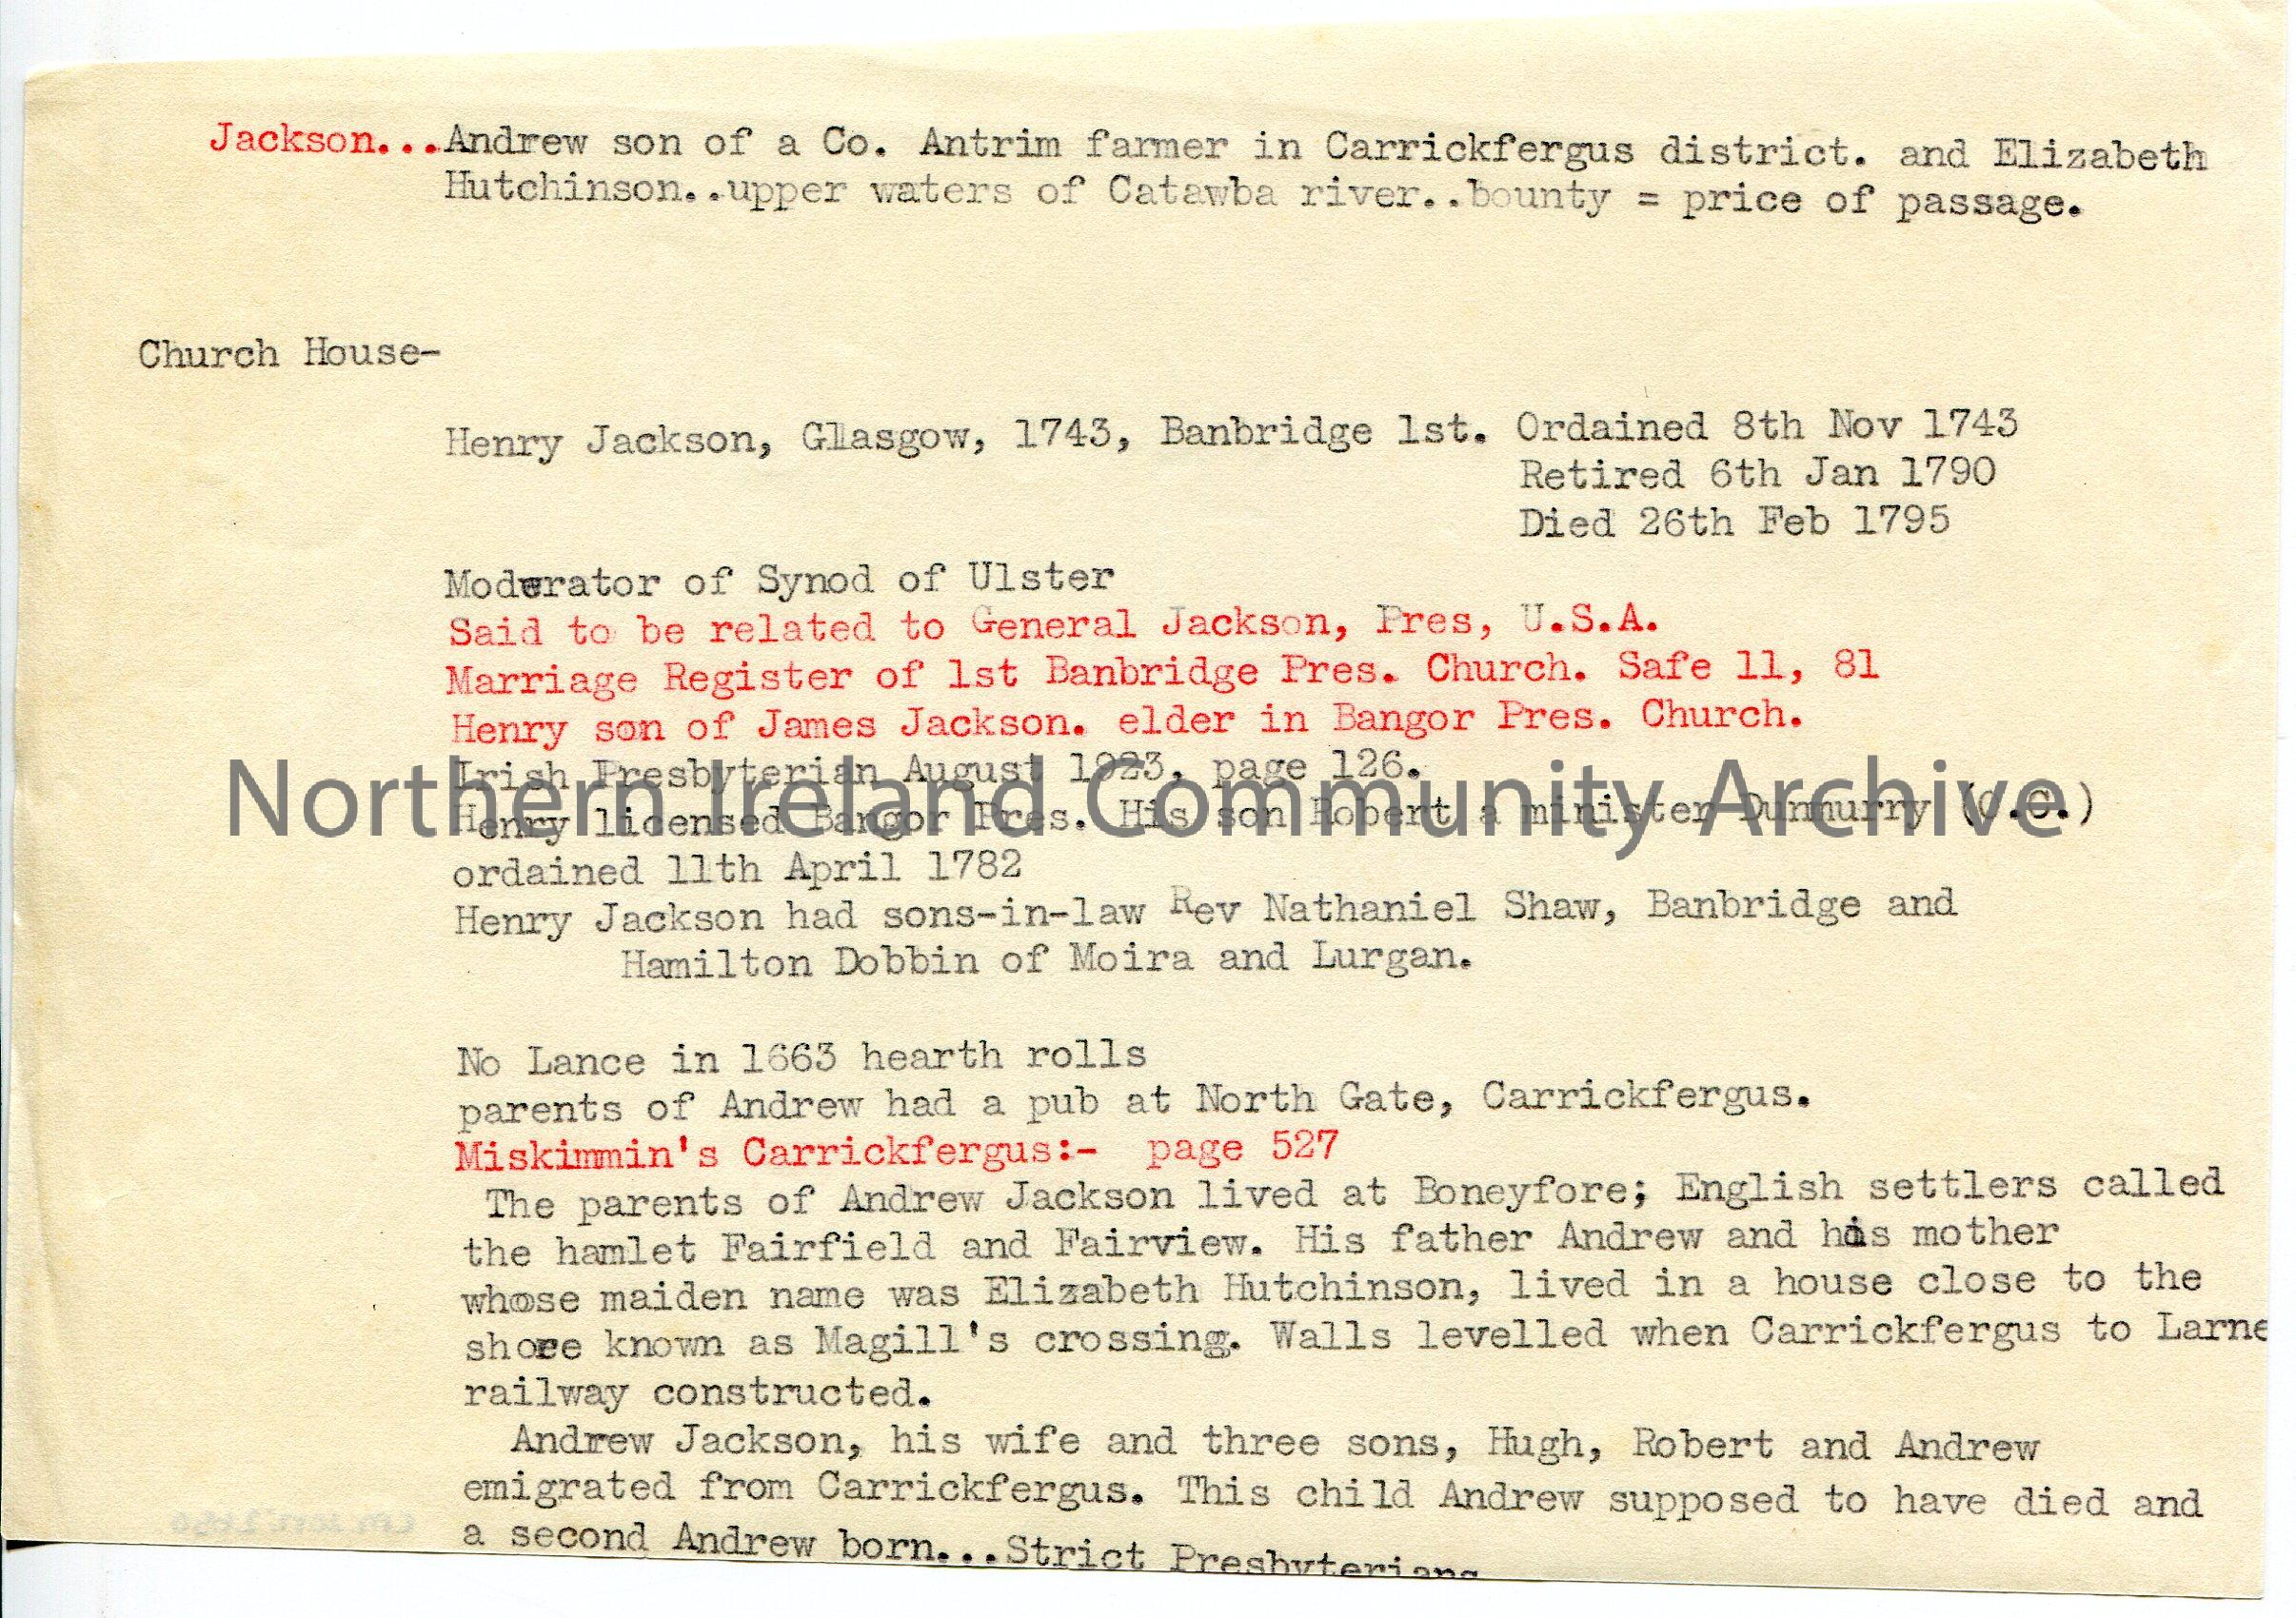 Jackson...Andrew son of a Co. Antrim farmer in Carrickfergus district. and Elizabeth
Hutchinson..upper waters of Catawba river..bounty = price of passage.
Church House-
Henry Jackson, Glasgow, 1743, Banbridge 1st. Ordained 8th Nov 1743
Retired 6th Jan 1790
Died 26th Feb 1795
Moderator of Synod of Ulster
Said to be related to General Jackson, Pres, U.S.A.
Marriage Register of 1st Banbridge Pres. Church. Safe 11, 81
Henry son of James Jackson. elder in Bangor Pres. Church.
Irish Presbyterian August 1923, page 126.
Northern Ireland Community Archive
Henry licensed Bangor Pres. His son Robert a minister Dunmurry
ordained 11th April 1782
Henry Jackson had sons-in-law Rev Nathaniel Shaw, Banbridge and
Hamilton Dobbin of Moira and Lurgan.
No Lance in 1663 hearth rolls
parents of Andrew had a pub at North Gate, Carrickfergus.
Miskimmin's Carrickfergus:- page 527
The parents of Andrew Jackson lived at Boneyfore; English settlers called
the hamlet Fairfield and Fairview. His father Andrew and his mother
whose maiden name was Elizabeth Hutchinson, lived in a house close to the
shore known as Magill's crossing. Walls levelled when Carrickfergus to Larne
railway constructed.
Andrew Jackson, his wife and three sons, Hugh, Robert and Andrew
emigrated from Carrickfergus. This child Andrew supposed to have died and
a second Andrew born...Strict Presbyterians